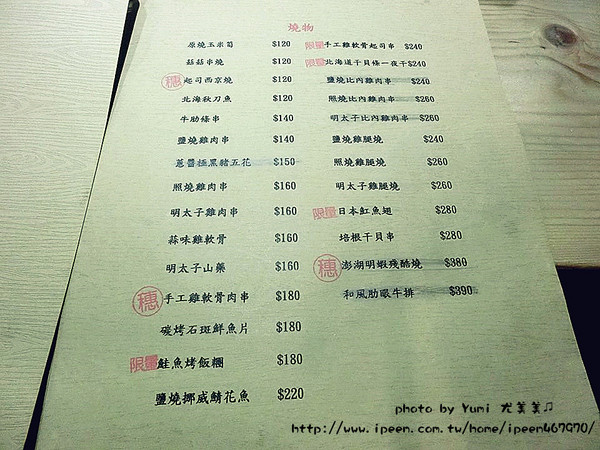 燒物
原燒玉米筍 $120
菇菇串燒 $120
穗 起司西京燒 $120
北海秋刀魚 $120
牛肋條串 $140
鹽燒雞肉串 $140
蔥醬極黑豬五花 $150
照燒雞肉串 $160
明太子雞肉串 $160
蒜味雞軟骨 $160
明太子山藥 $160
穗 手工雞軟骨肉串 $180
碳烤石斑鮮魚片 $180
限量 鮭魚烤飯糰 $180
鹽燒挪威鯖花魚 $220
限量 手工雞軟骨起司串 $240
限量 北海道干貝條一夜干 $240
鹽燒比內雞肉串 $240
照燒比內雞肉串 $260
明太子比內雞肉串 $260
鹽燒雞腿燒 $240
照燒雞腿燒 $260
明太子雞腿燒 $260
限量 日本魟魚翅 $280
培根干貝串 $280
穗 澎湖明蝦殘酷燒 $380
和風肋眼牛排 $390
photo by Yumi 尤美美♫
http://www.ipeen.com.tw/home/ipeen467970/